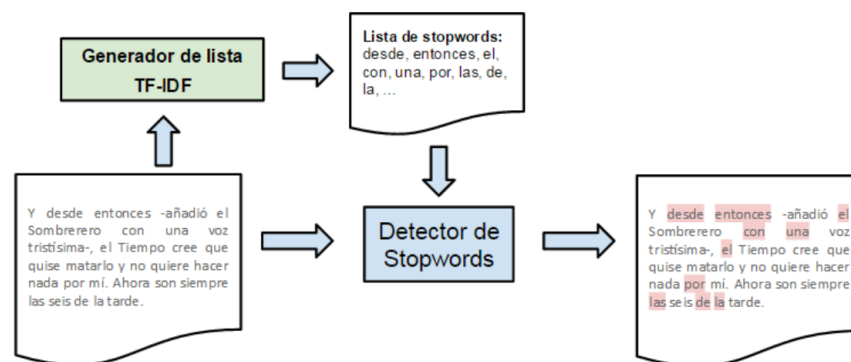 Generador de lista
TF-IDF
Lista de stopwords:
desde, entonces, el,
con, una, por, las, de,
la, ...
Y desde entonces -añadió el
Sombrerero con una voz
tristísima-, el Tiempo cree que
quise matarlo y no quiere hacer
nada por mí. Ahora son siempre
las seis de la tarde.
Detector de
Stopwords
Y desde entonces -añadió el
Sombrerero con una voz
tristísima-, el Tiempo cree que
quise matarlo y no quiere hacer
nada por mí. Ahora son siempre
las seis de la tarde.